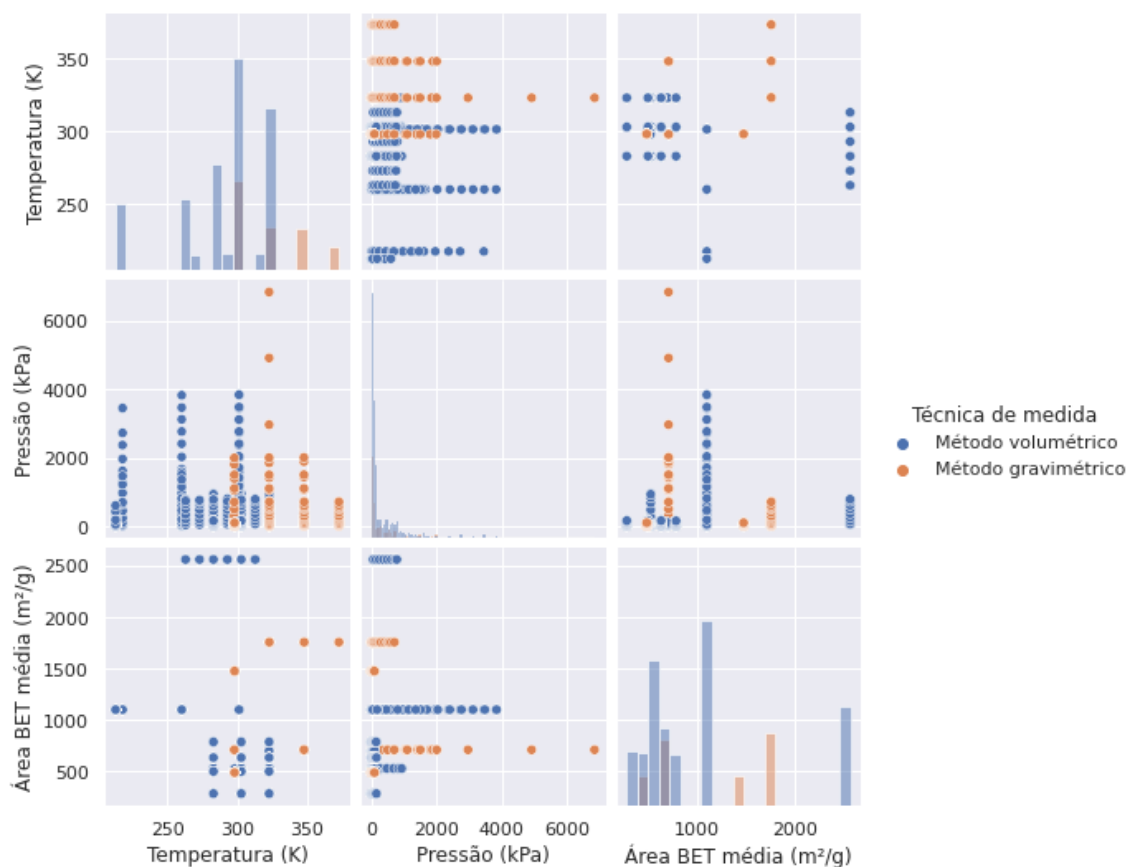 Temperatura (K)
350
300
250
Pressão (kPa)
6000
4000
2000
0
Técnica de medida
Método volumétrico
Método gravimétrico
Área BET média (m²/g)
2500
2000
1500
1000
500
250 300 350
0 2000 4000 6000
1000 2000
Temperatura (K)
Pressão (kPa)
Área BET média (m²/g)